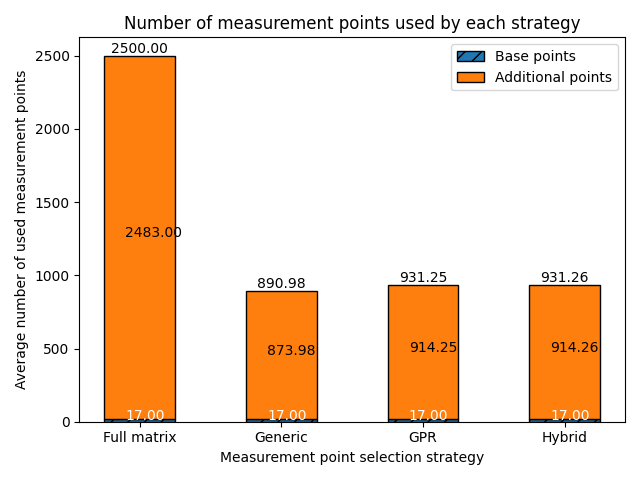 Number of measurement points used by each strategy
Base points
Additional points
Average number of used measurement points
2500
2000
1500
1000
500
0
2500.00
2483.00
17.00
890.98
873.98
17.00
931.25
914.25
17.00
931.26
914.26
17.00
Full matrix
Generic
GPR
Hybrid
Measurement point selection strategy